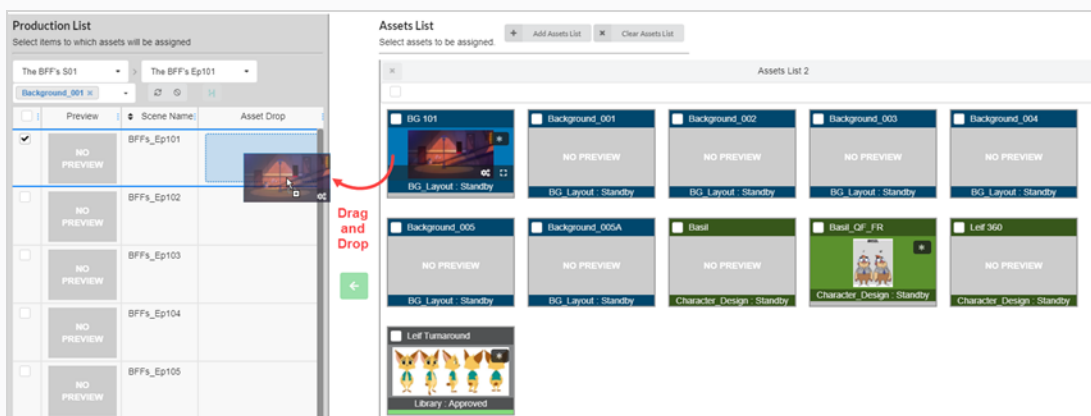 Production List
Select items to which assets will be assigned
The BFF's S01 > The BFF's Ep101
Background_001 ×
Preview Scene Name Asset Drop
NO PREVIEW BFFs_Ep101
NO PREVIEW BFFs_Ep102
NO PREVIEW BFFs_Ep103
NO PREVIEW BFFs_Ep104
NO PREVIEW BFFs_Ep105
Drag
and
Drop
Assets List
Select assets to be assigned.
+ Add Assets List × Clear Assets List
× Assets List 2
BG 101 Background_001 Background_002 Background_003 Background_004
NO PREVIEW NO PREVIEW NO PREVIEW NO PREVIEW
BG_Layout : Standby BG_Layout : Standby BG_Layout : Standby BG_Layout : Standby BG_Layout : Standby
Background_005 Background_005A Basil Basil_QF_FR Leif 360
NO PREVIEW NO PREVIEW NO PREVIEW NO PREVIEW
BG_Layout : Standby BG_Layout : Standby Character_Design : Standby Character_Design : Standby Character_Design : Standby
Leif Turnaround
Library : Approved